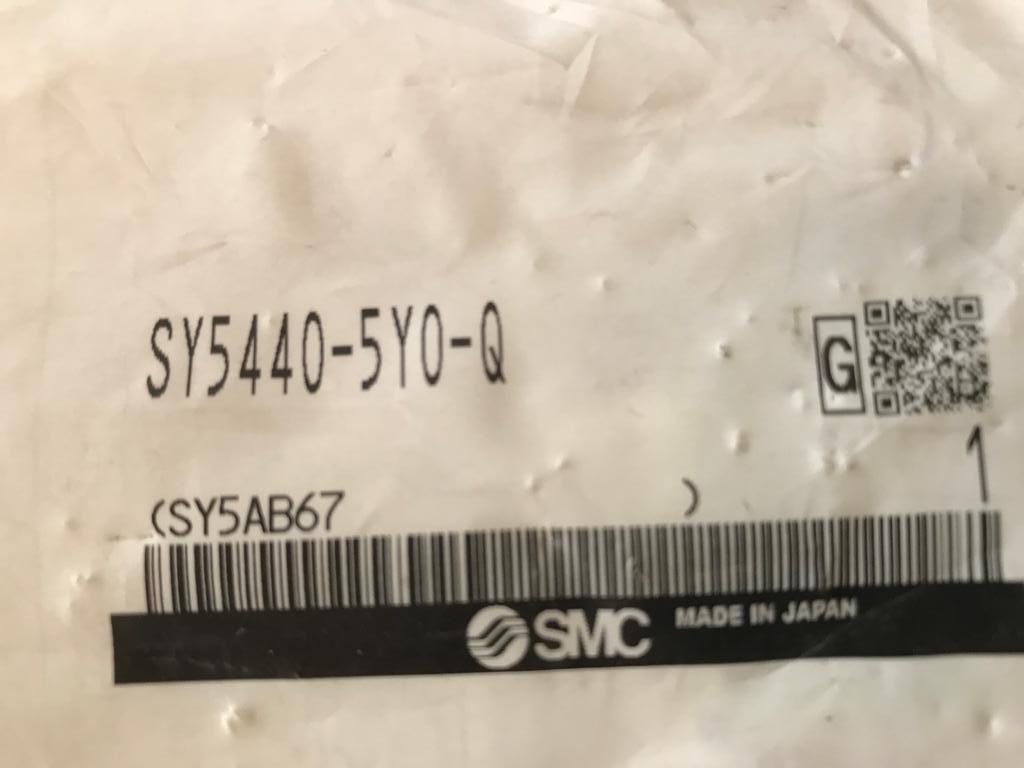 SY5440-5Y0-Q
G
1
(SY5AB67 )
SMC MADE IN JAPAN